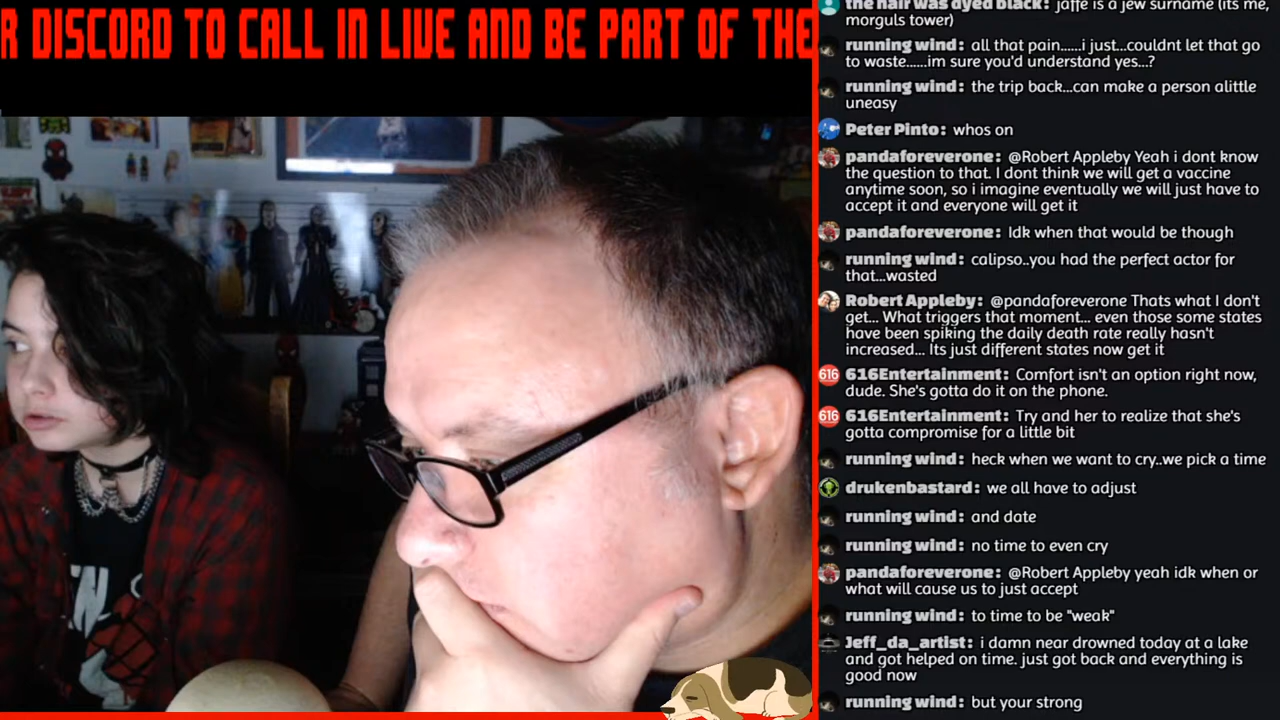 R DISCORD TO CALL IN LIVE AND BE PART OF THE
the hair was dyed black: jaffe is a jew surname (its me,
morguls tower)
running wind: all that pain......i just...couldnt let that go
to waste......im sure you'd understand yes...?
running wind: the trip back...can make a person alittle
uneasy
Peter Pinto: whos on
pandaforeverone: @Robert Appleby Yeah i dont know
the question to that. I dont think we will get a vaccine
anytime soon, so i imagine eventually we will just have to
accept it and everyone will get it
pandaforeverone: Idk when that would be though
running wind: calipso..you had the perfect actor for
that...wasted
Robert Appleby: @pandaforeverone Thats what I don't
get... What triggers that moment... even those some states
have been spiking the daily death rate really hasn't
increased... Its just different states now get it
616 616Entertainment: Comfort isn't an option right now,
dude. She's gotta do it on the phone.
616 616Entertainment: Try and her to realize that she's
gotta compromise for a little bit
running wind: heck when we want to cry..we pick a time
drukenbastard: we all have to adjust
running wind: and date
running wind: no time to even cry
pandaforeverone: @Robert Appleby yeah idk when or
what will cause us to just accept
running wind: to time to be "weak"
Jeff_da_artist: i damn near drowned today at a lake
and got helped on time. just got back and everything is
good now
running wind: but your strong